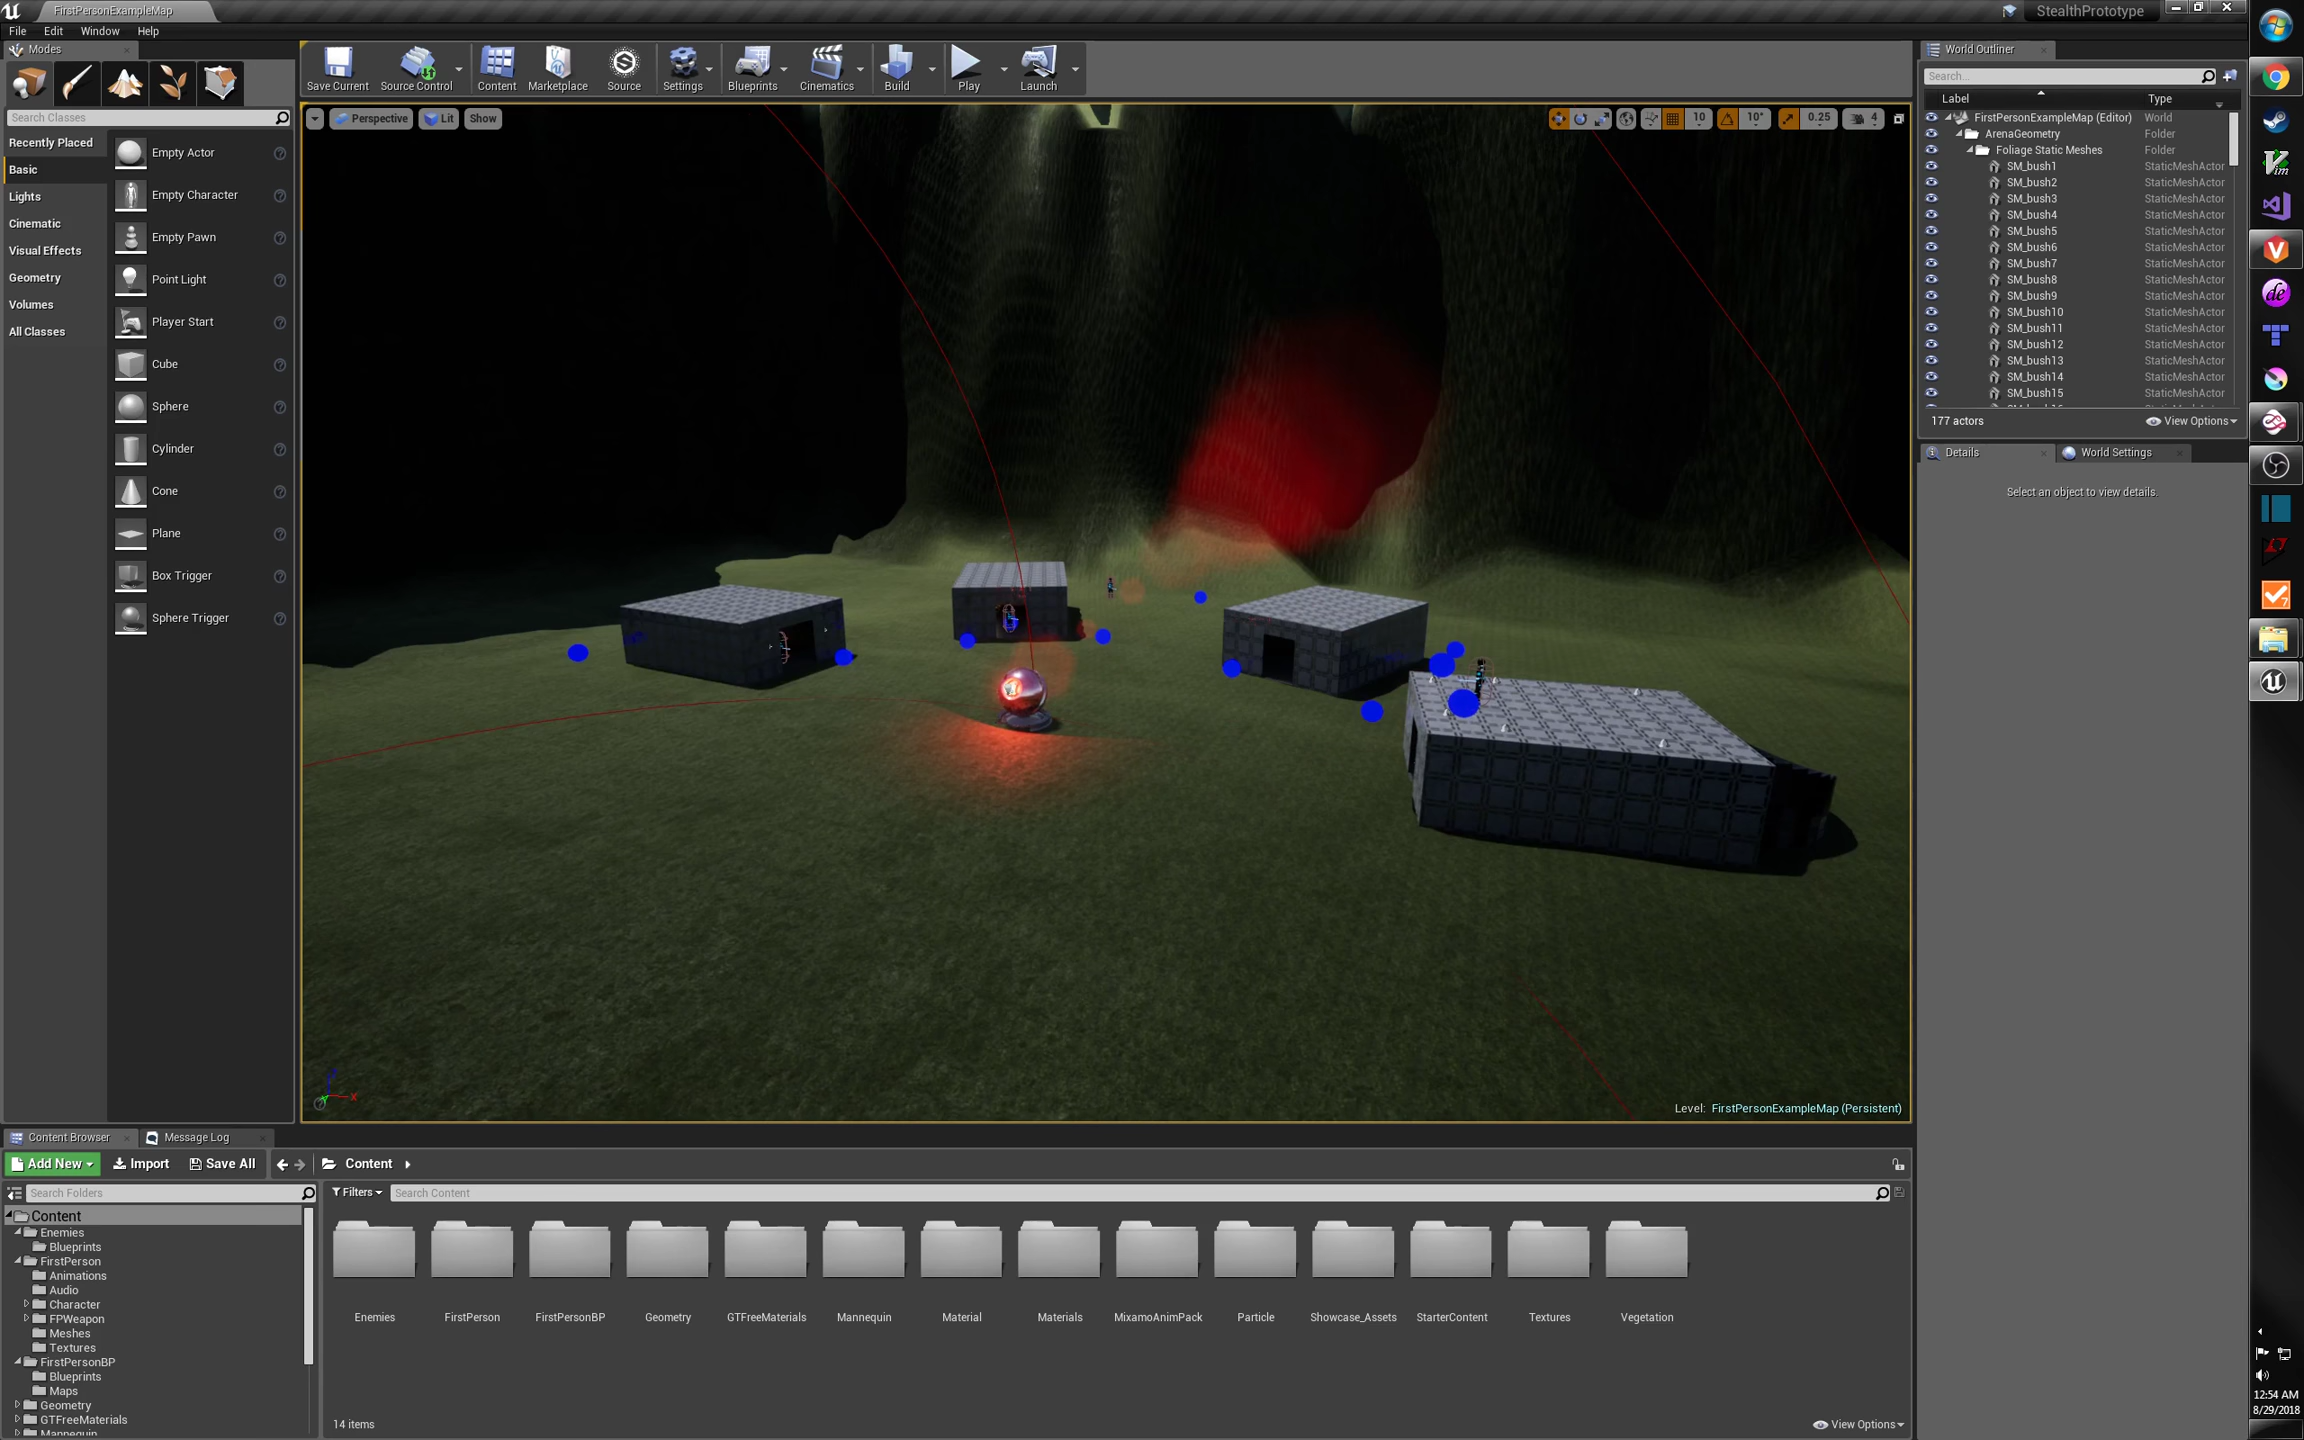 FirstPersonExampleMap
StealthPrototype
File Edit Window Help
Modes
Save Current Source Control Content Marketplace Source Settings Blueprints Cinematics Build Play Launch
Search Classes
Recently Placed
Basic
Lights
Cinematic
Visual Effects
Geometry
Volumes
All Classes
Empty Actor
Empty Character
Empty Pawn
Point Light
Player Start
Cube
Sphere
Cylinder
Cone
Plane
Box Trigger
Sphere Trigger
Perspective Lit Show
10 10° 0.25 4
Level: FirstPersonExampleMap (Persistent)
World Outliner
Search...
Label Type
FirstPersonExampleMap (Editor) World
ArenaGeometry Folder
Foliage Static Meshes Folder
SM_bush1 StaticMeshActor
SM_bush2 StaticMeshActor
SM_bush3 StaticMeshActor
SM_bush4 StaticMeshActor
SM_bush5 StaticMeshActor
SM_bush6 StaticMeshActor
SM_bush7 StaticMeshActor
SM_bush8 StaticMeshActor
SM_bush9 StaticMeshActor
SM_bush10 StaticMeshActor
SM_bush11 StaticMeshActor
SM_bush12 StaticMeshActor
SM_bush13 StaticMeshActor
SM_bush14 StaticMeshActor
SM_bush15 StaticMeshActor
177 actors View Options
Details World Settings
Select an object to view details.
Content Browser Message Log
Add New Import Save All Content
Search Folders
Filters Search Content
Content
Enemies
Blueprints
FirstPerson
Animations
Audio
Character
FPWeapon
Meshes
Textures
FirstPersonBP
Blueprints
Maps
Geometry
GTFreeMaterials
Mannequin
Enemies FirstPerson FirstPersonBP Geometry GTFreeMaterials Mannequin Material Materials MixamoAnimPack Particle Showcase_Assets StarterContent Textures Vegetation
14 items View Options
Vim
de
12:54 AM
8/29/2018